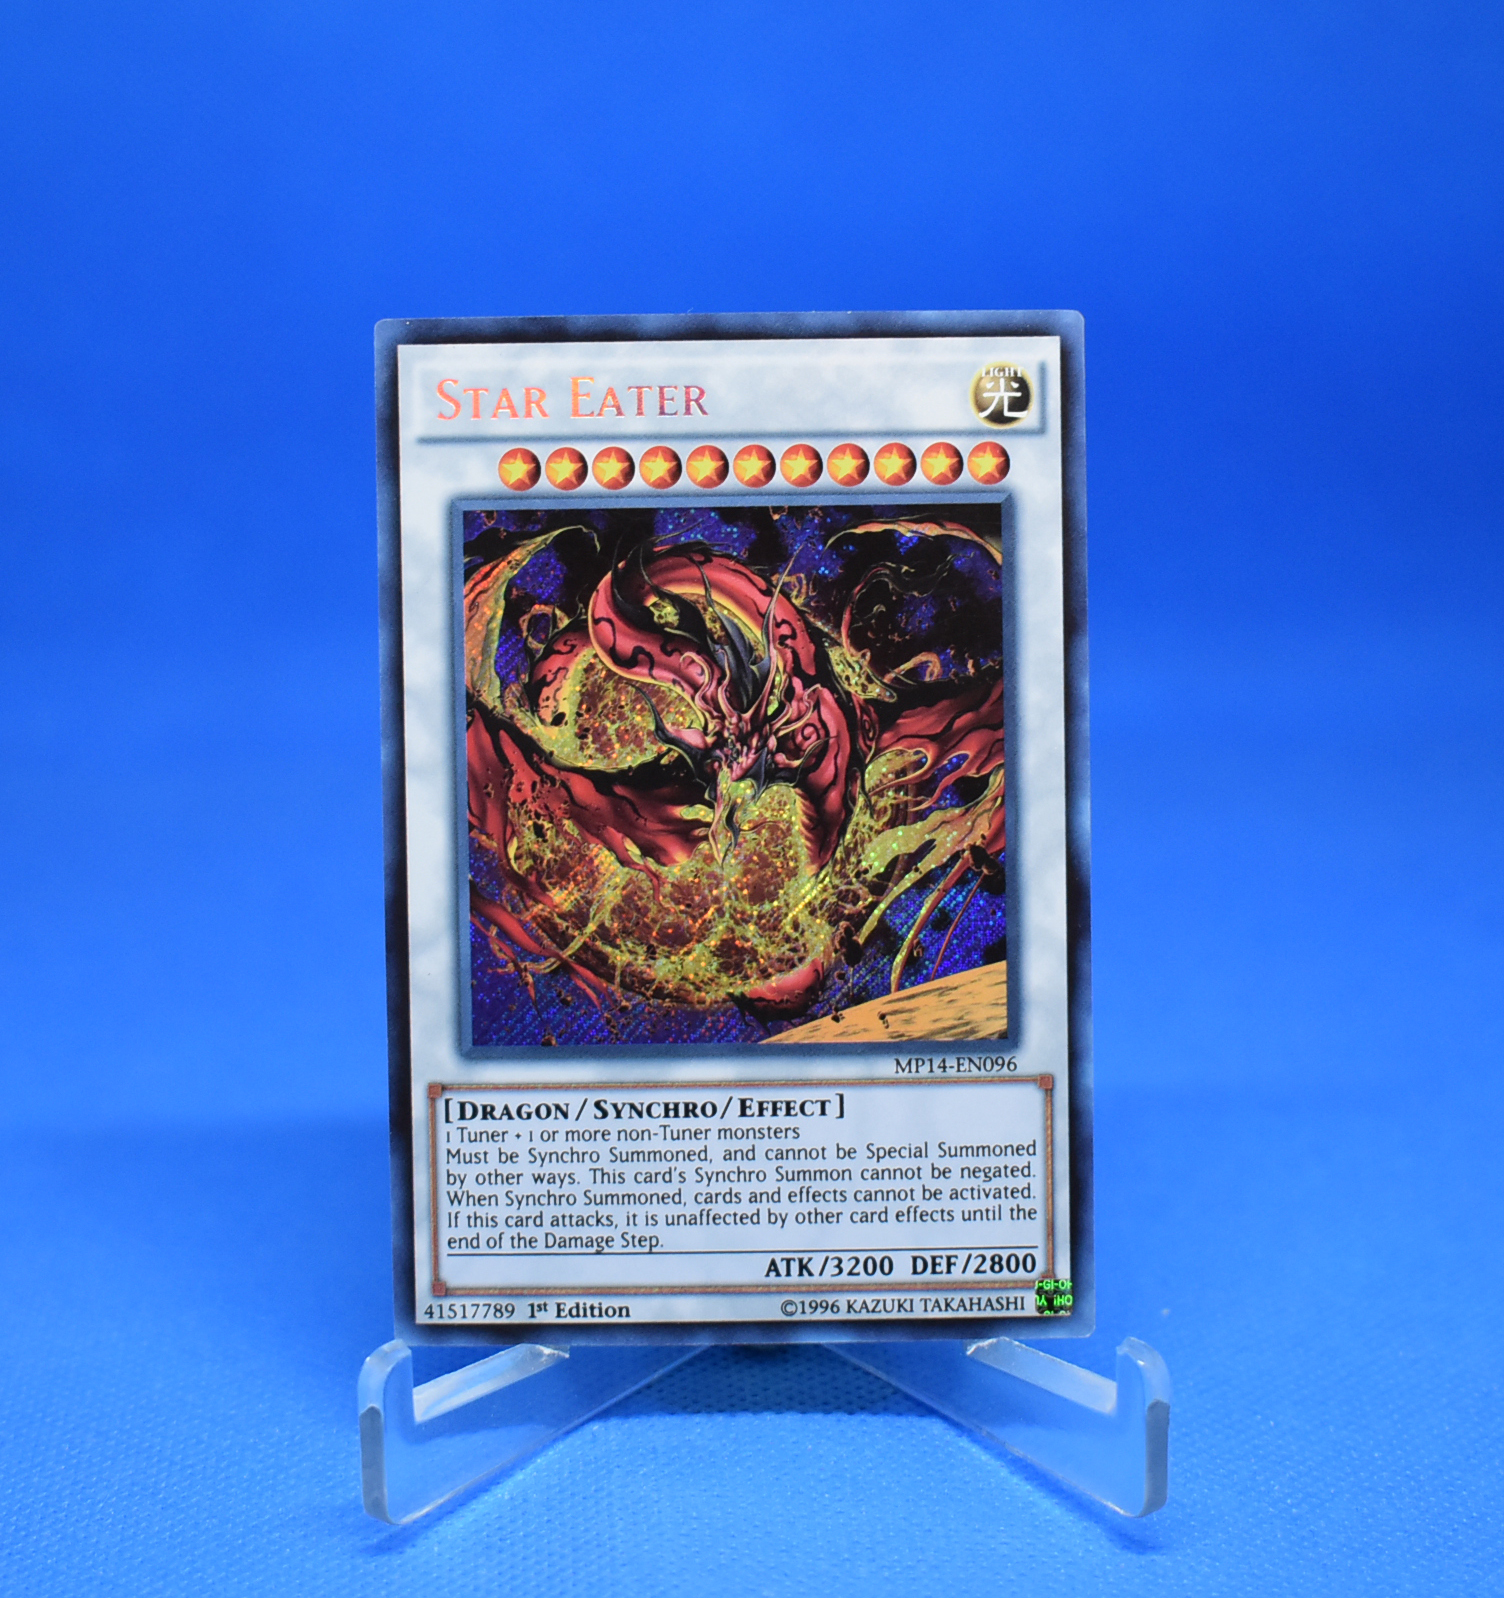 STAR EATER
LIGHT
光
MP14-EN096
[DRAGON/SYNCHRO/EFFECT]
1 Tuner + 1 or more non-Tuner monsters
Must be Synchro Summoned, and cannot be Special Summoned
by other ways. This card's Synchro Summon cannot be negated.
When Synchro Summoned, cards and effects cannot be activated.
If this card attacks, it is unaffected by other card effects until the
end of the Damage Step.
ATK/3200 DEF/2800
41517789 1st Edition
©1996 KAZUKI TAKAHASHI